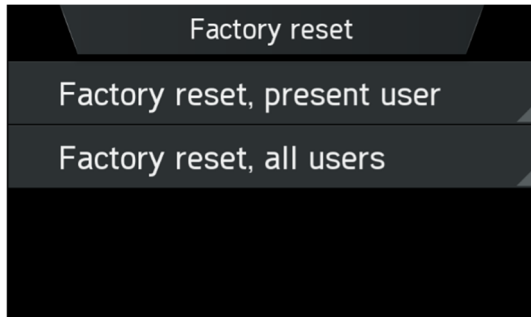 Factory reset
Factory reset, present user
Factory reset, all users